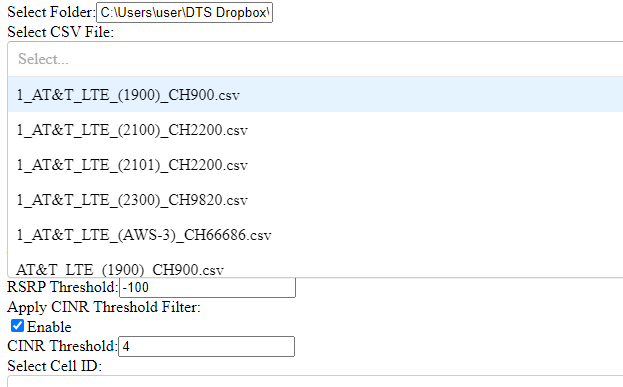 Select Folder: C:\Users\user\DTS Dropbox\
Select CSV File:
Select...
1_AT&T_LTE_(1900)_CH900.csv
1_AT&T_LTE_(2100)_CH2200.csv
1_AT&T_LTE_(2101)_CH2200.csv
1_AT&T_LTE_(2300)_CH9820.csv
1_AT&T_LTE_(AWS-3)_CH66686.csv
AT&T_LTE_(1900)_CH900.csv
RSRP Threshold: -100
Apply CINR Threshold Filter:
Enable
CINR Threshold: 4
Select Cell ID: